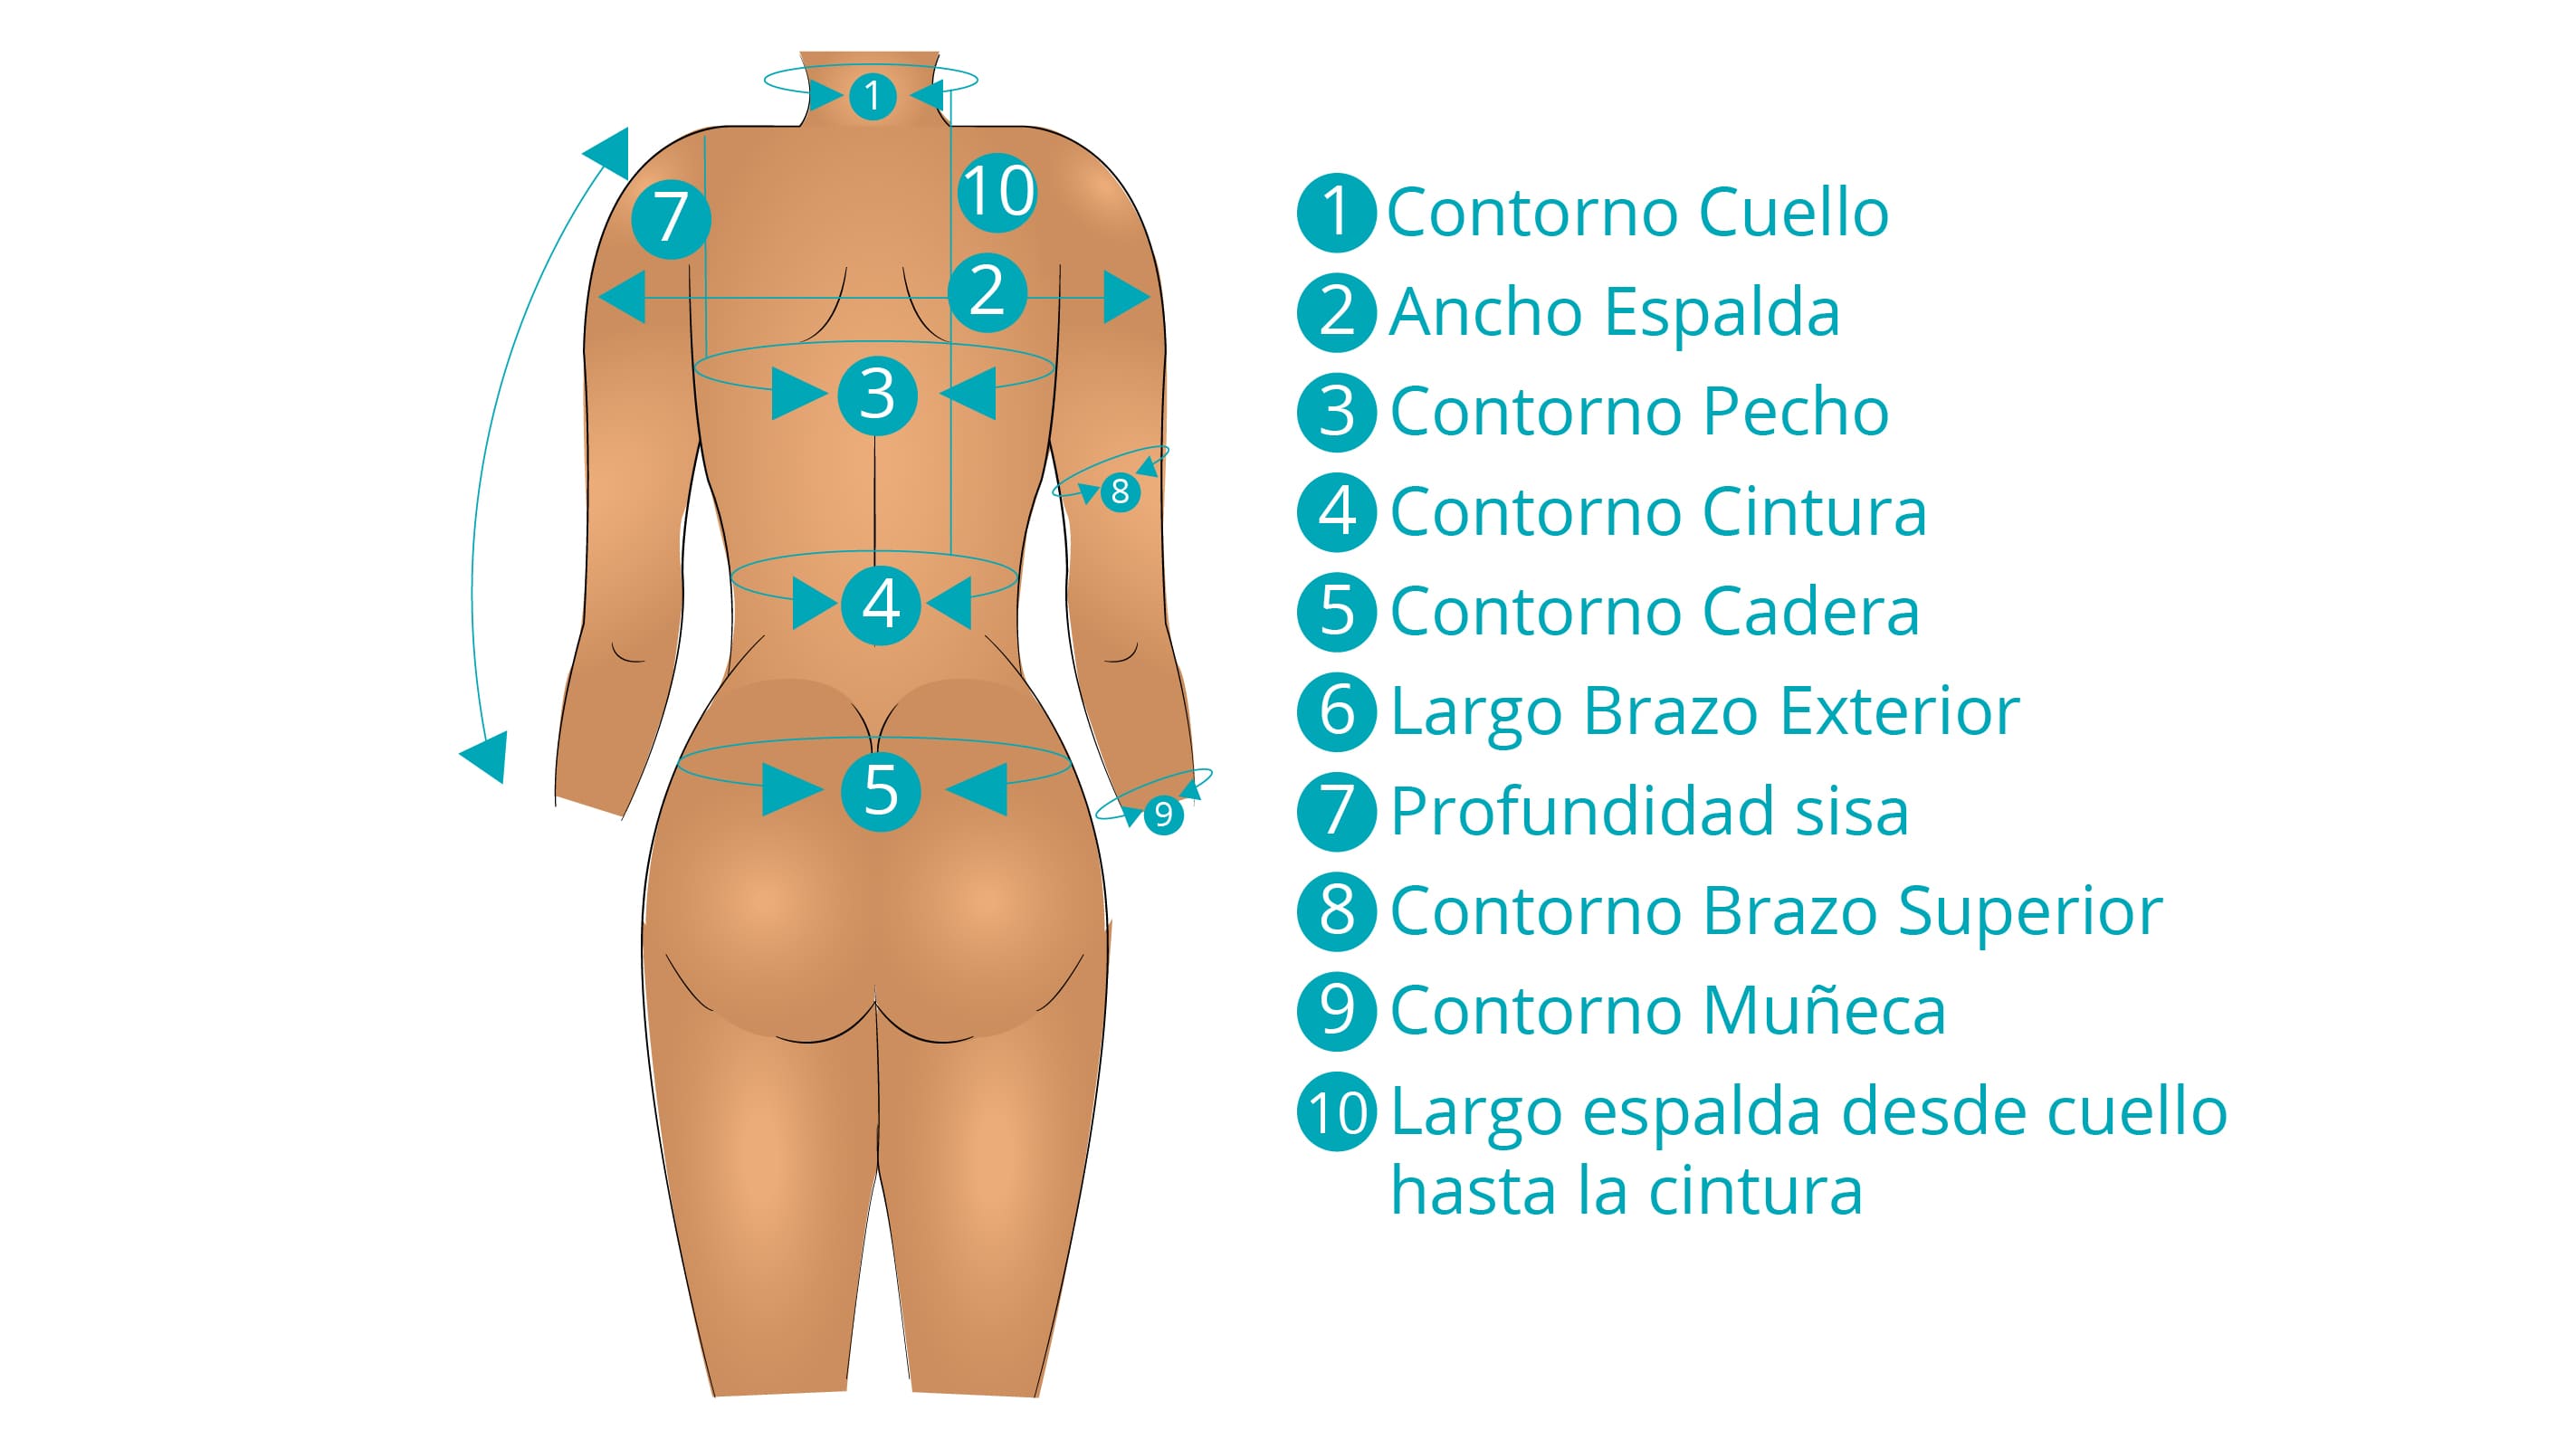 1
7
10
2
3
8
4
5
9
1 Contorno Cuello
2 Ancho Espalda
3 Contorno Pecho
4 Contorno Cintura
5 Contorno Cadera
6 Largo Brazo Exterior
7 Profundidad sisa
8 Contorno Brazo Superior
9 Contorno Muñeca
10 Largo espalda desde cuello
hasta la cintura